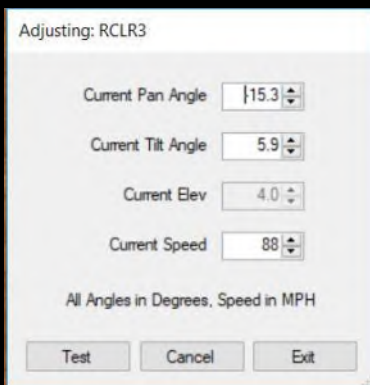 Adjusting: RCLR3
Current Pan Angle -15.3
Current Tilt Angle 5.9
Current Elev 4.0
Current Speed 88
All Angles in Degrees, Speed in MPH
Test Cancel Exit